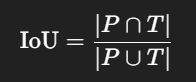 IoU = |P ∩ T| / |P ∪ T|